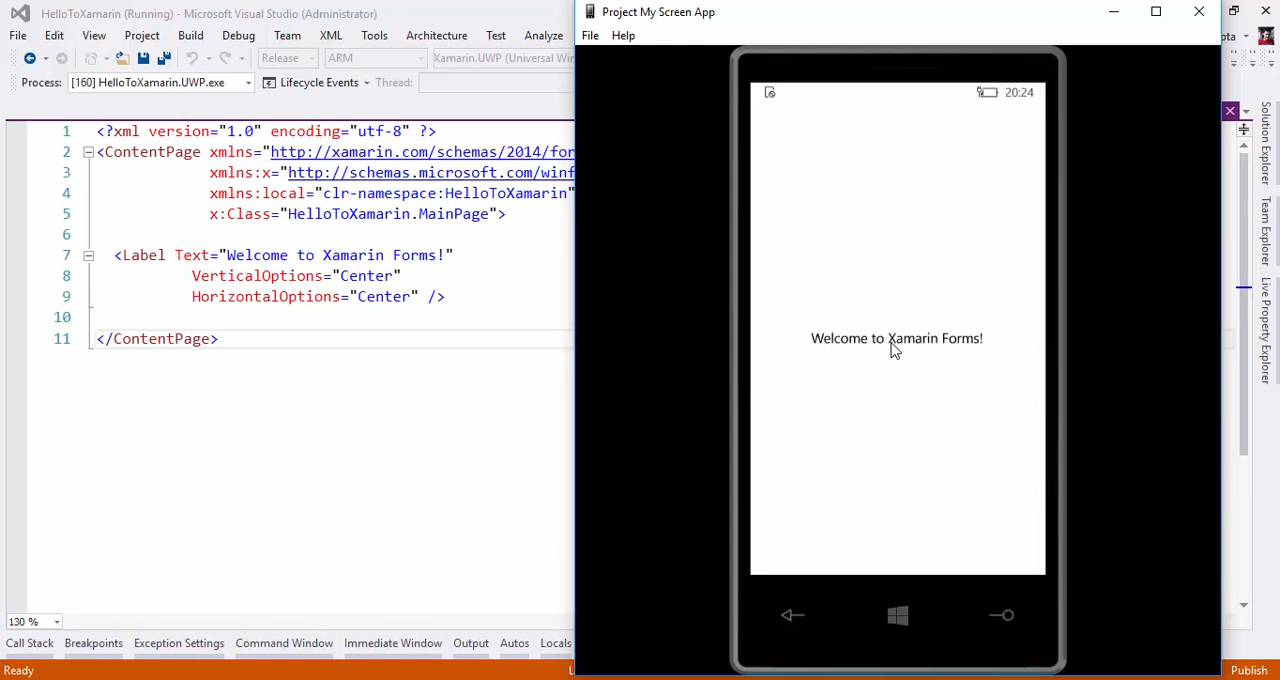 HelloToXamarin (Running) - Microsoft Visual Studio (Administrator)
File Edit View Project Build Debug Team XML Tools Architecture Test Analyze
Release ARM Xamarin.UWP (Universal Win
Process: [160] HelloToXamarin.UWP.exe Lifecycle Events Thread:
1 <?xml version="1.0" encoding="utf-8" ?>
2 <ContentPage xmlns="http://xamarin.com/schemas/2014/for
3 xmlns:x="http://schemas.microsoft.com/winf
4 xmlns:local="clr-namespace:HelloToXamarin"
5 x:Class="HelloToXamarin.MainPage">
6
7 <Label Text="Welcome to Xamarin Forms!"
8 VerticalOptions="Center"
9 HorizontalOptions="Center" />
10
11 </ContentPage>
130 %
Call Stack Breakpoints Exception Settings Command Window Immediate Window Output Autos Locals
Ready
Project My Screen App
File Help
20:24
Welcome to Xamarin Forms!
Solution Explorer
Team Explorer
Live Property Explorer
Publish